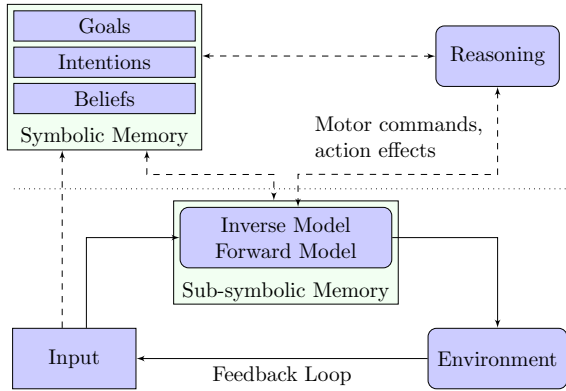 Goals
Intentions
Beliefs
Symbolic Memory
Reasoning
Motor commands,
action effects
Inverse Model
Forward Model
Sub-symbolic Memory
Input
Feedback Loop
Environment